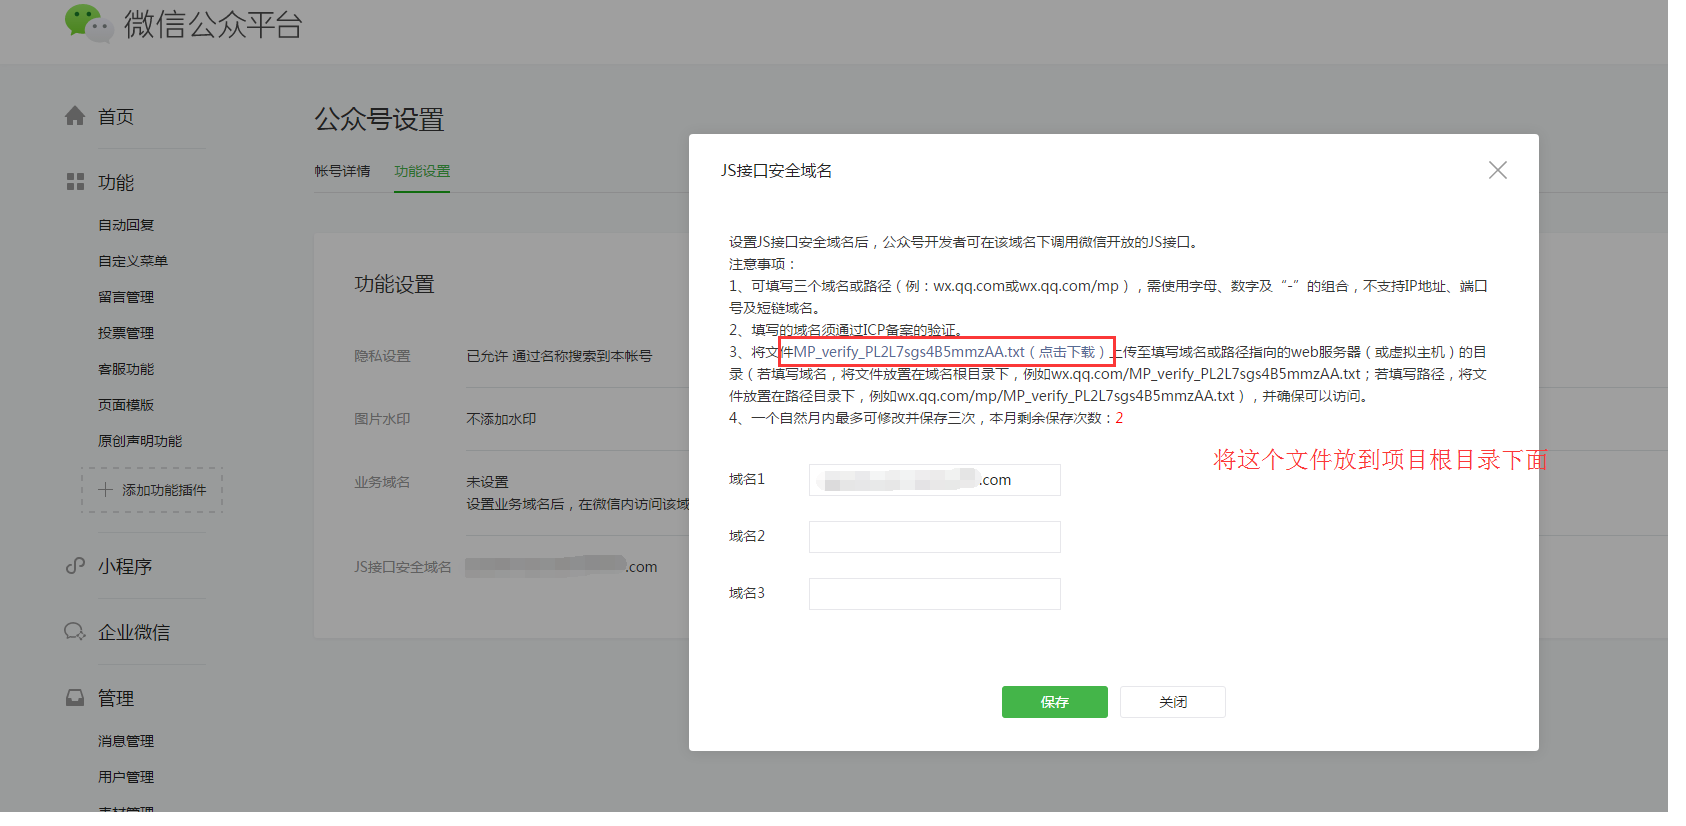 微信公众平台
首页
功能
自动回复
自定义菜单
留言管理
投票管理
客服功能
页面模版
原创声明功能
添加功能插件
小程序
企业微信
管理
消息管理
用户管理
素材管理
公众号设置
帐号详情 功能设置
功能设置
隐私设置 已允许 通过名称搜索到本帐号
图片水印 不添加水印
业务域名 未设置
设置业务域名后，在微信内访问该域
JS接口安全域名 .com
JS接口安全域名
设置JS接口安全域名后，公众号开发者可在该域名下调用微信开放的JS接口。
注意事项：
1、可填写三个域名或路径（例：wx.qq.com或wx.qq.com/mp），需使用字母、数字及“-”的组合，不支持IP地址、端口
号及短链域名。
2、填写的域名须通过ICP备案的验证。
3、将文件MP_verify_PL2L7sgs4B5mmzAA.txt（点击下载）上传至填写域名或路径指向的web服务器（或虚拟主机）的目
录（若填写域名，将文件放置在域名根目录下，例如wx.qq.com/MP_verify_PL2L7sgs4B5mmzAA.txt；若填写路径，将文
件放置在路径目录下，例如wx.qq.com/mp/MP_verify_PL2L7sgs4B5mmzAA.txt），并确保可以访问。
4、一个自然月内最多可修改并保存三次，本月剩余保存次数：2
将这个文件放到项目根目录下面
域名1 .com
域名2
域名3
保存 关闭